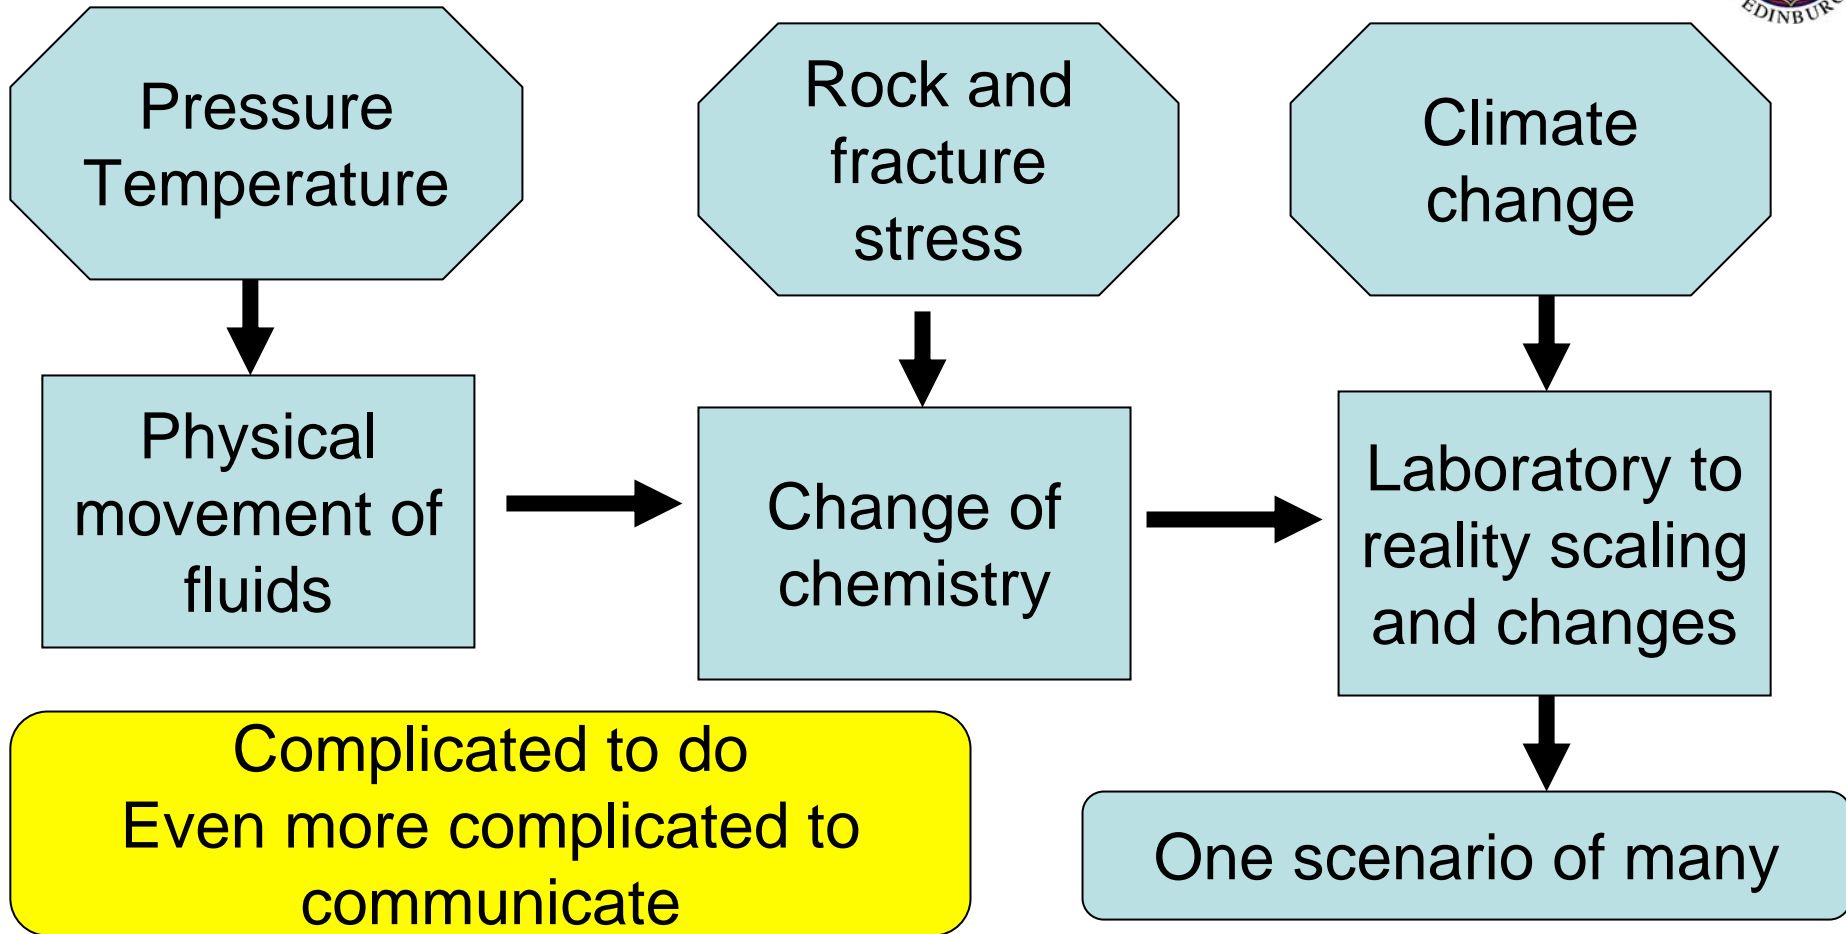 EDINBURG
Pressure
Temperature
Rock and
fracture
stress
Climate
change
Physical
movement of
fluids
Change of
chemistry
Laboratory to
reality scaling
and changes
Complicated to do
Even more complicated to
communicate
One scenario of many